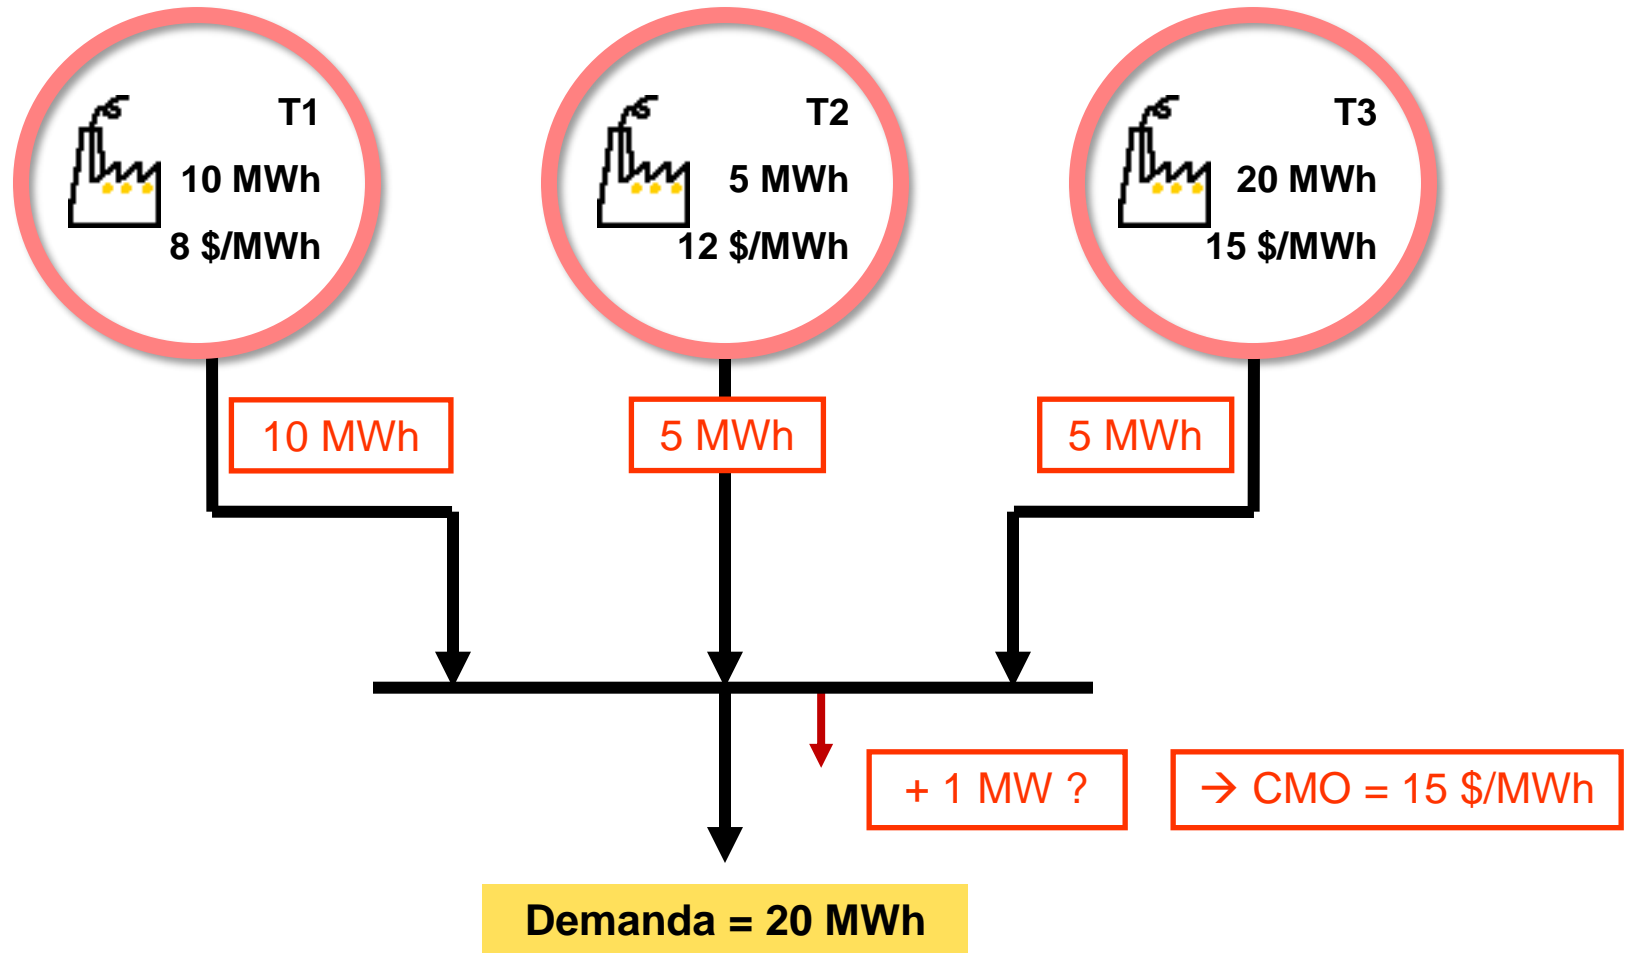 T1
10 MWh
8 $/MWh
T2
5 MWh
12 $/MWh
T3
20 MWh
15 $/MWh
10 MWh
5 MWh
5 MWh
+ 1 MW ?
→ CMO = 15 $/MWh
Demanda = 20 MWh